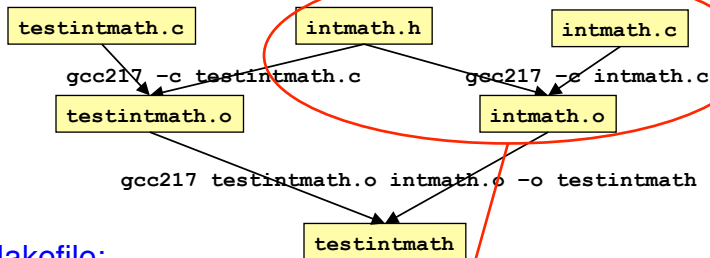 testintmath.c
intmath.h
intmath.c
gcc217 –c testintmath.c
gcc217 –c intmath.c
testintmath.o
intmath.o
gcc217 testintmath.o intmath.o –o testintmath
testintmath